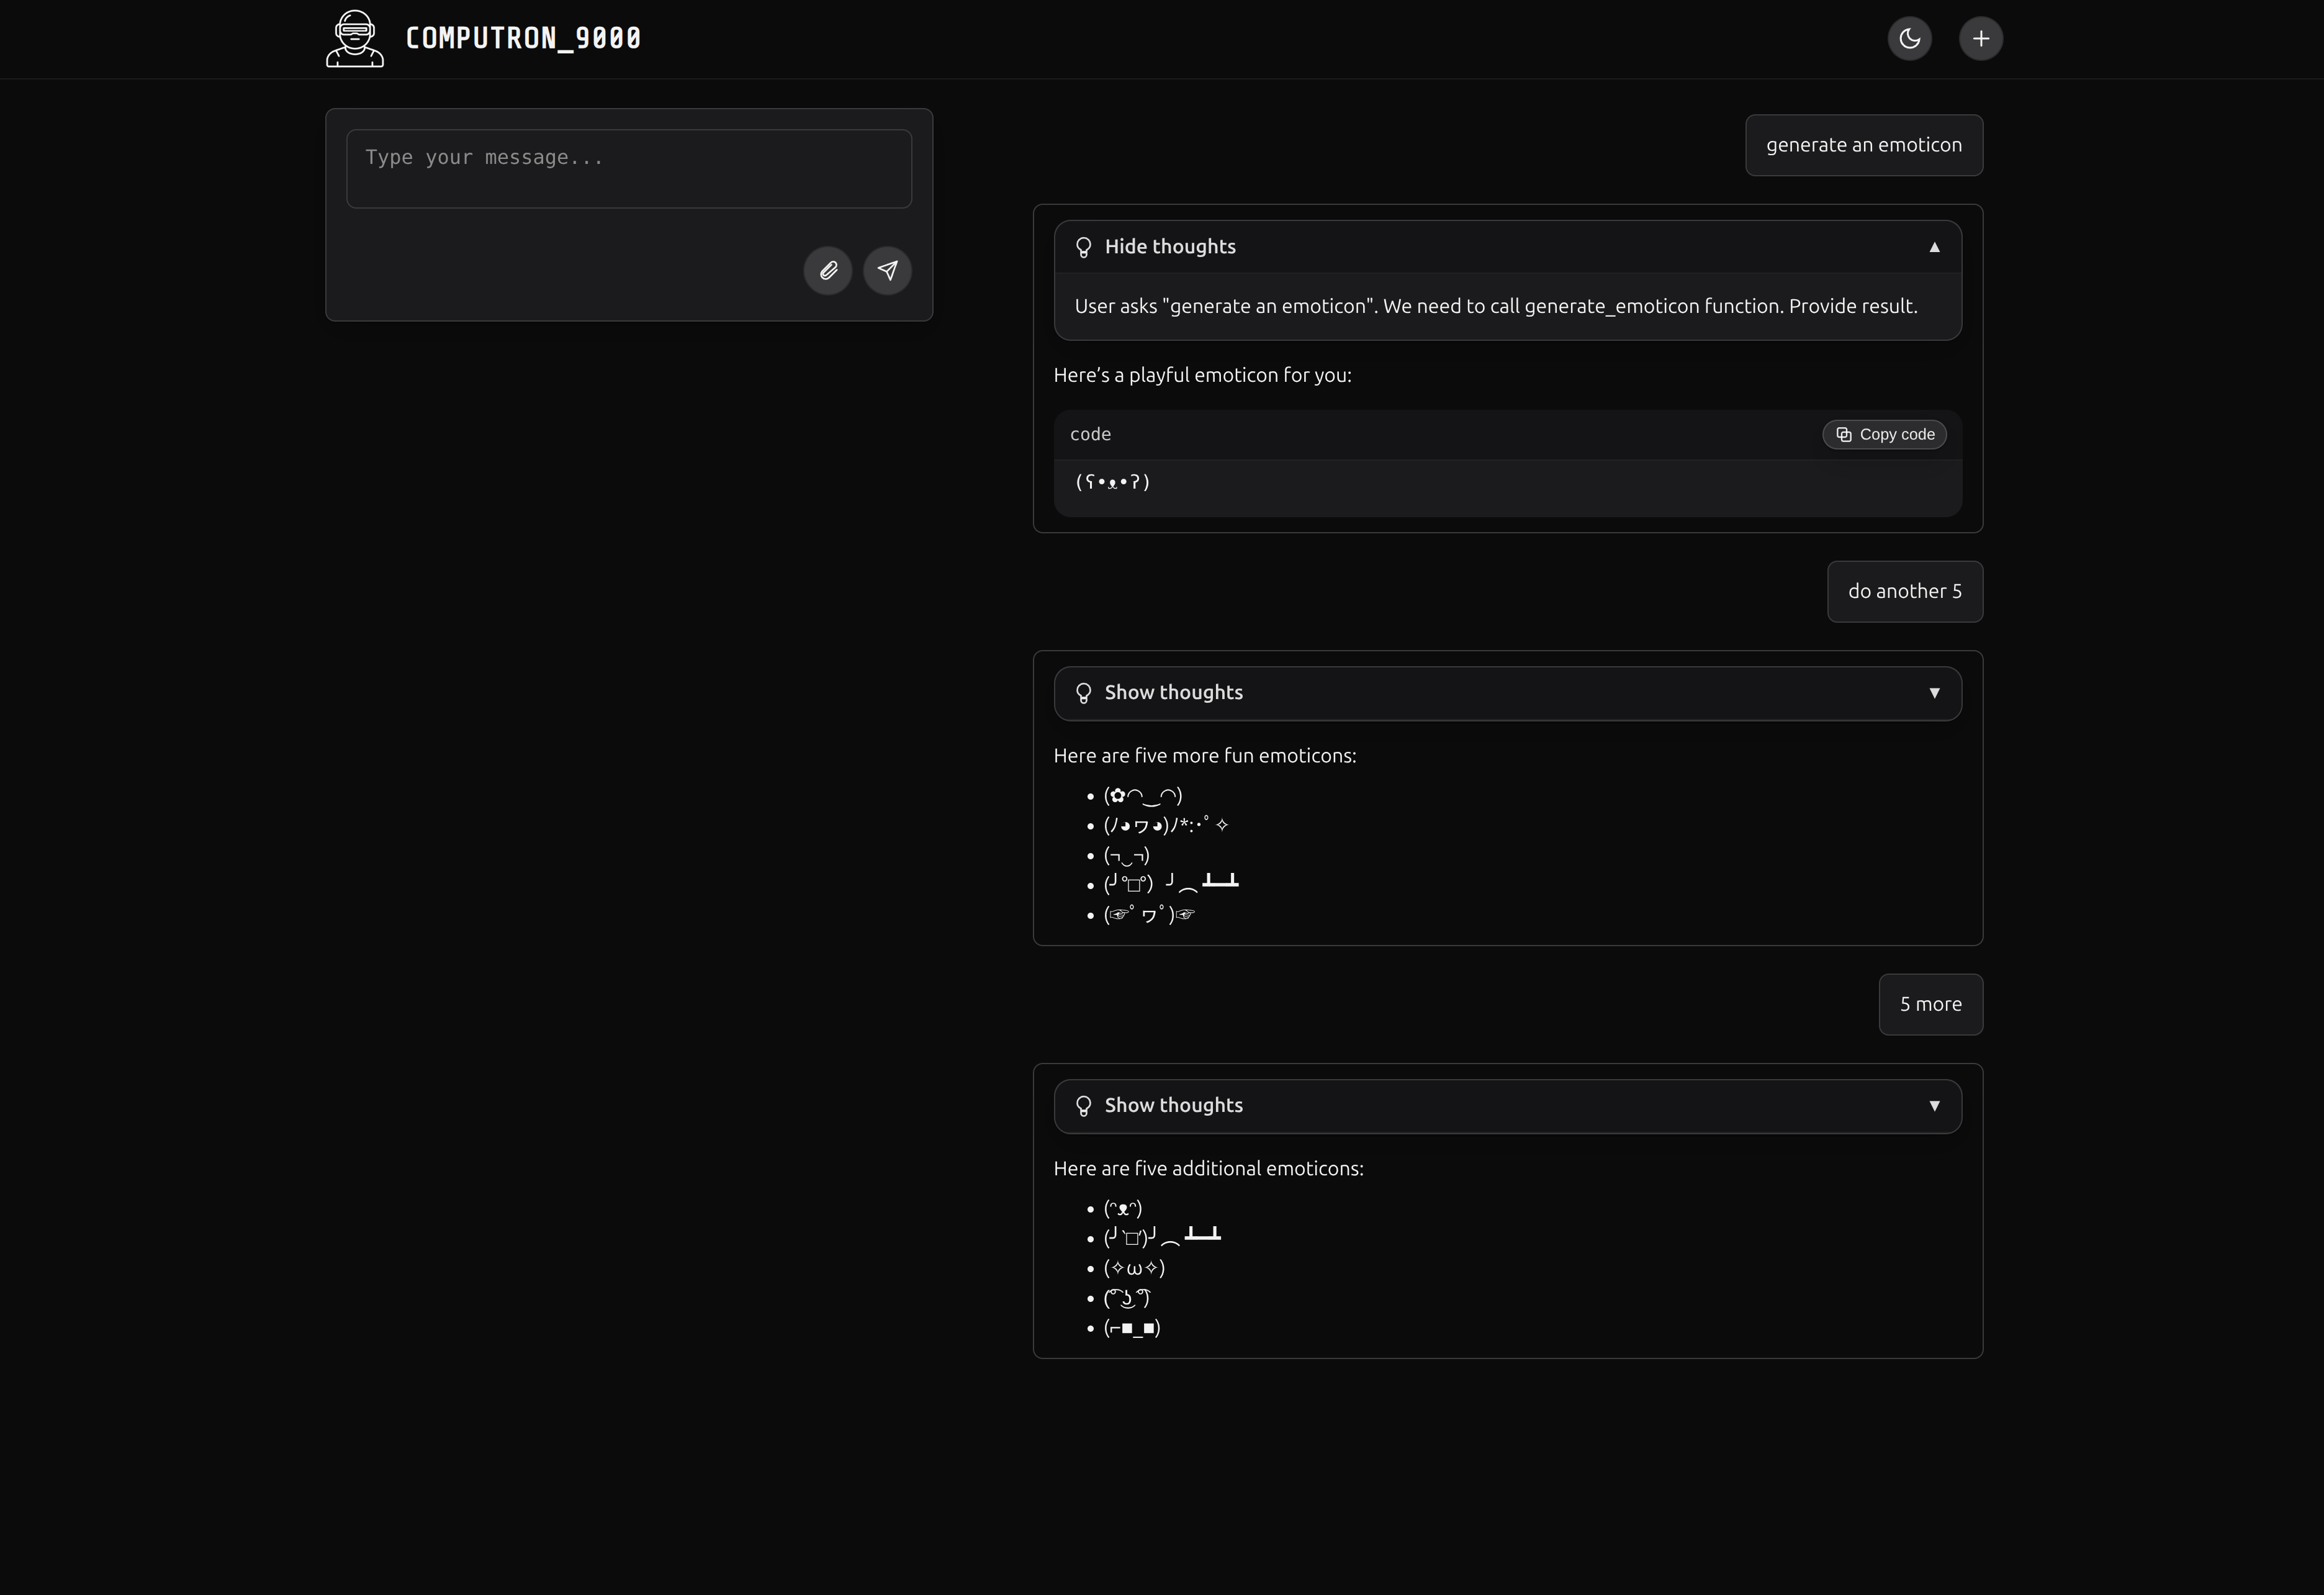 COMPUTRON_9000
Type your message...
generate an emoticon
Hide thoughts ▲
User asks "generate an emoticon". We need to call generate_emoticon function. Provide result.
Here’s a playful emoticon for you:
code
Copy code
(ʕ•ᴥ•ʔ)
do another 5
Show thoughts ▼
Here are five more fun emoticons:
• (✿◠‿◠)
• (ﾉ◕ヮ◕)ﾉ*:･ﾟ✧
• (¬‿¬)
• (╯°□°）╯︵ ┻━┻
• (☞ﾟヮﾟ)☞
5 more
Show thoughts ▼
Here are five additional emoticons:
• (ᵔᴥᵔ)
• (╯‵□′)╯︵┻━┻
• (✧ω✧)
• ( ͡° ͜ʖ ͡°)
• (⌐■_■)